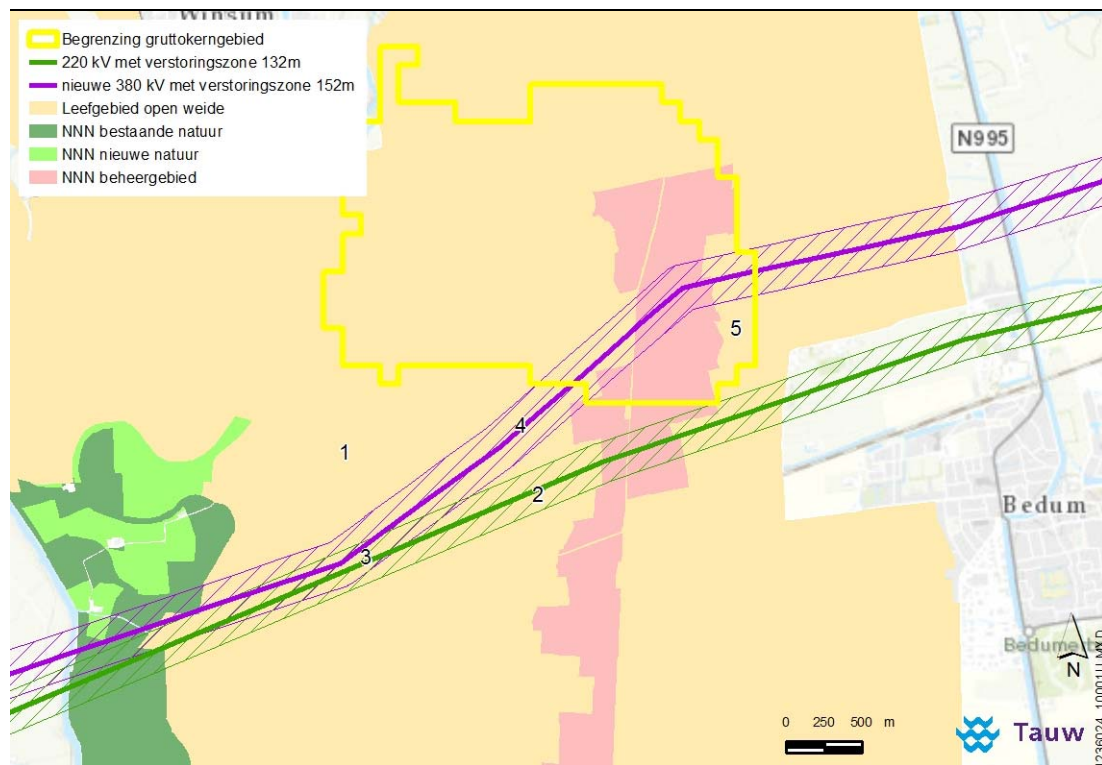 Winsum
Begrenzing gruttokerngebied
220 kV met verstoringszone 132m
nieuwe 380 kV met verstoringszone 152m
Leefgebied open weide
NNN bestaande natuur
NNN nieuwe natuur
NNN beheergebied
N995
5
4
1
2
3
Bedum
N
0 250 500 m
Tauw